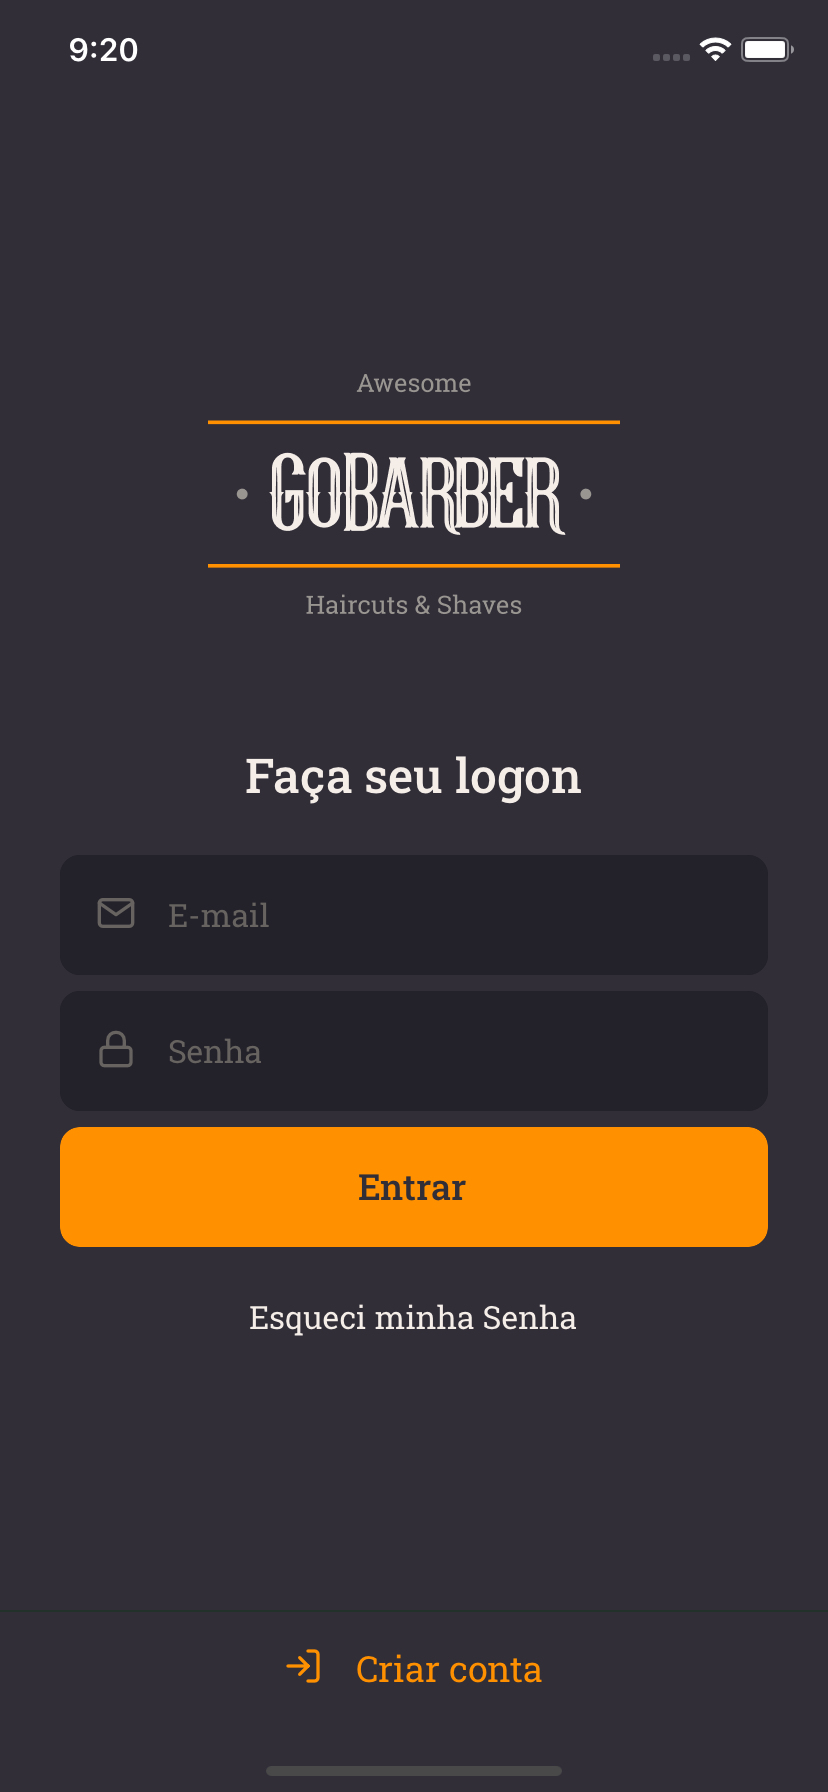 9:20
Awesome
• GOBARBER •
Haircuts & Shaves
Faça seu logon
E-mail
Senha
Entrar
Esqueci minha Senha
Criar conta